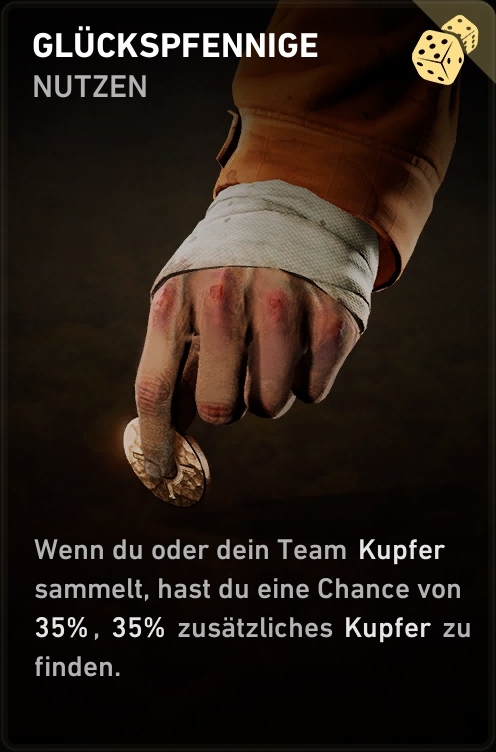 GLÜCKSPFENNIGE
NUTZEN
Wenn du oder dein Team Kupfer
sammelt, hast du eine Chance von
35%, 35% zusätzliches Kupfer zu
finden.